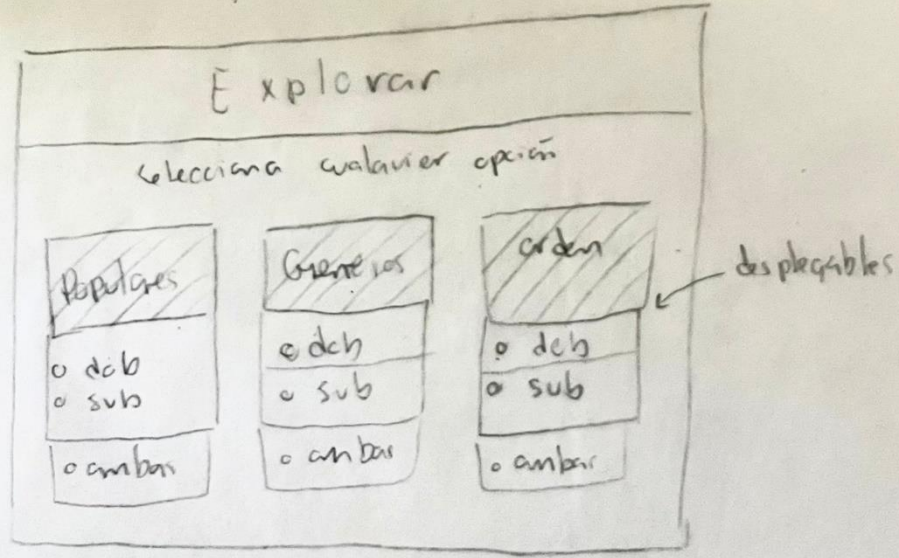 Explorar
selecciona cualquier opción
Populares
Generos
orden
desplegables
dob
sub
ambas
dob
sub
ambas
dob
sub
ambas